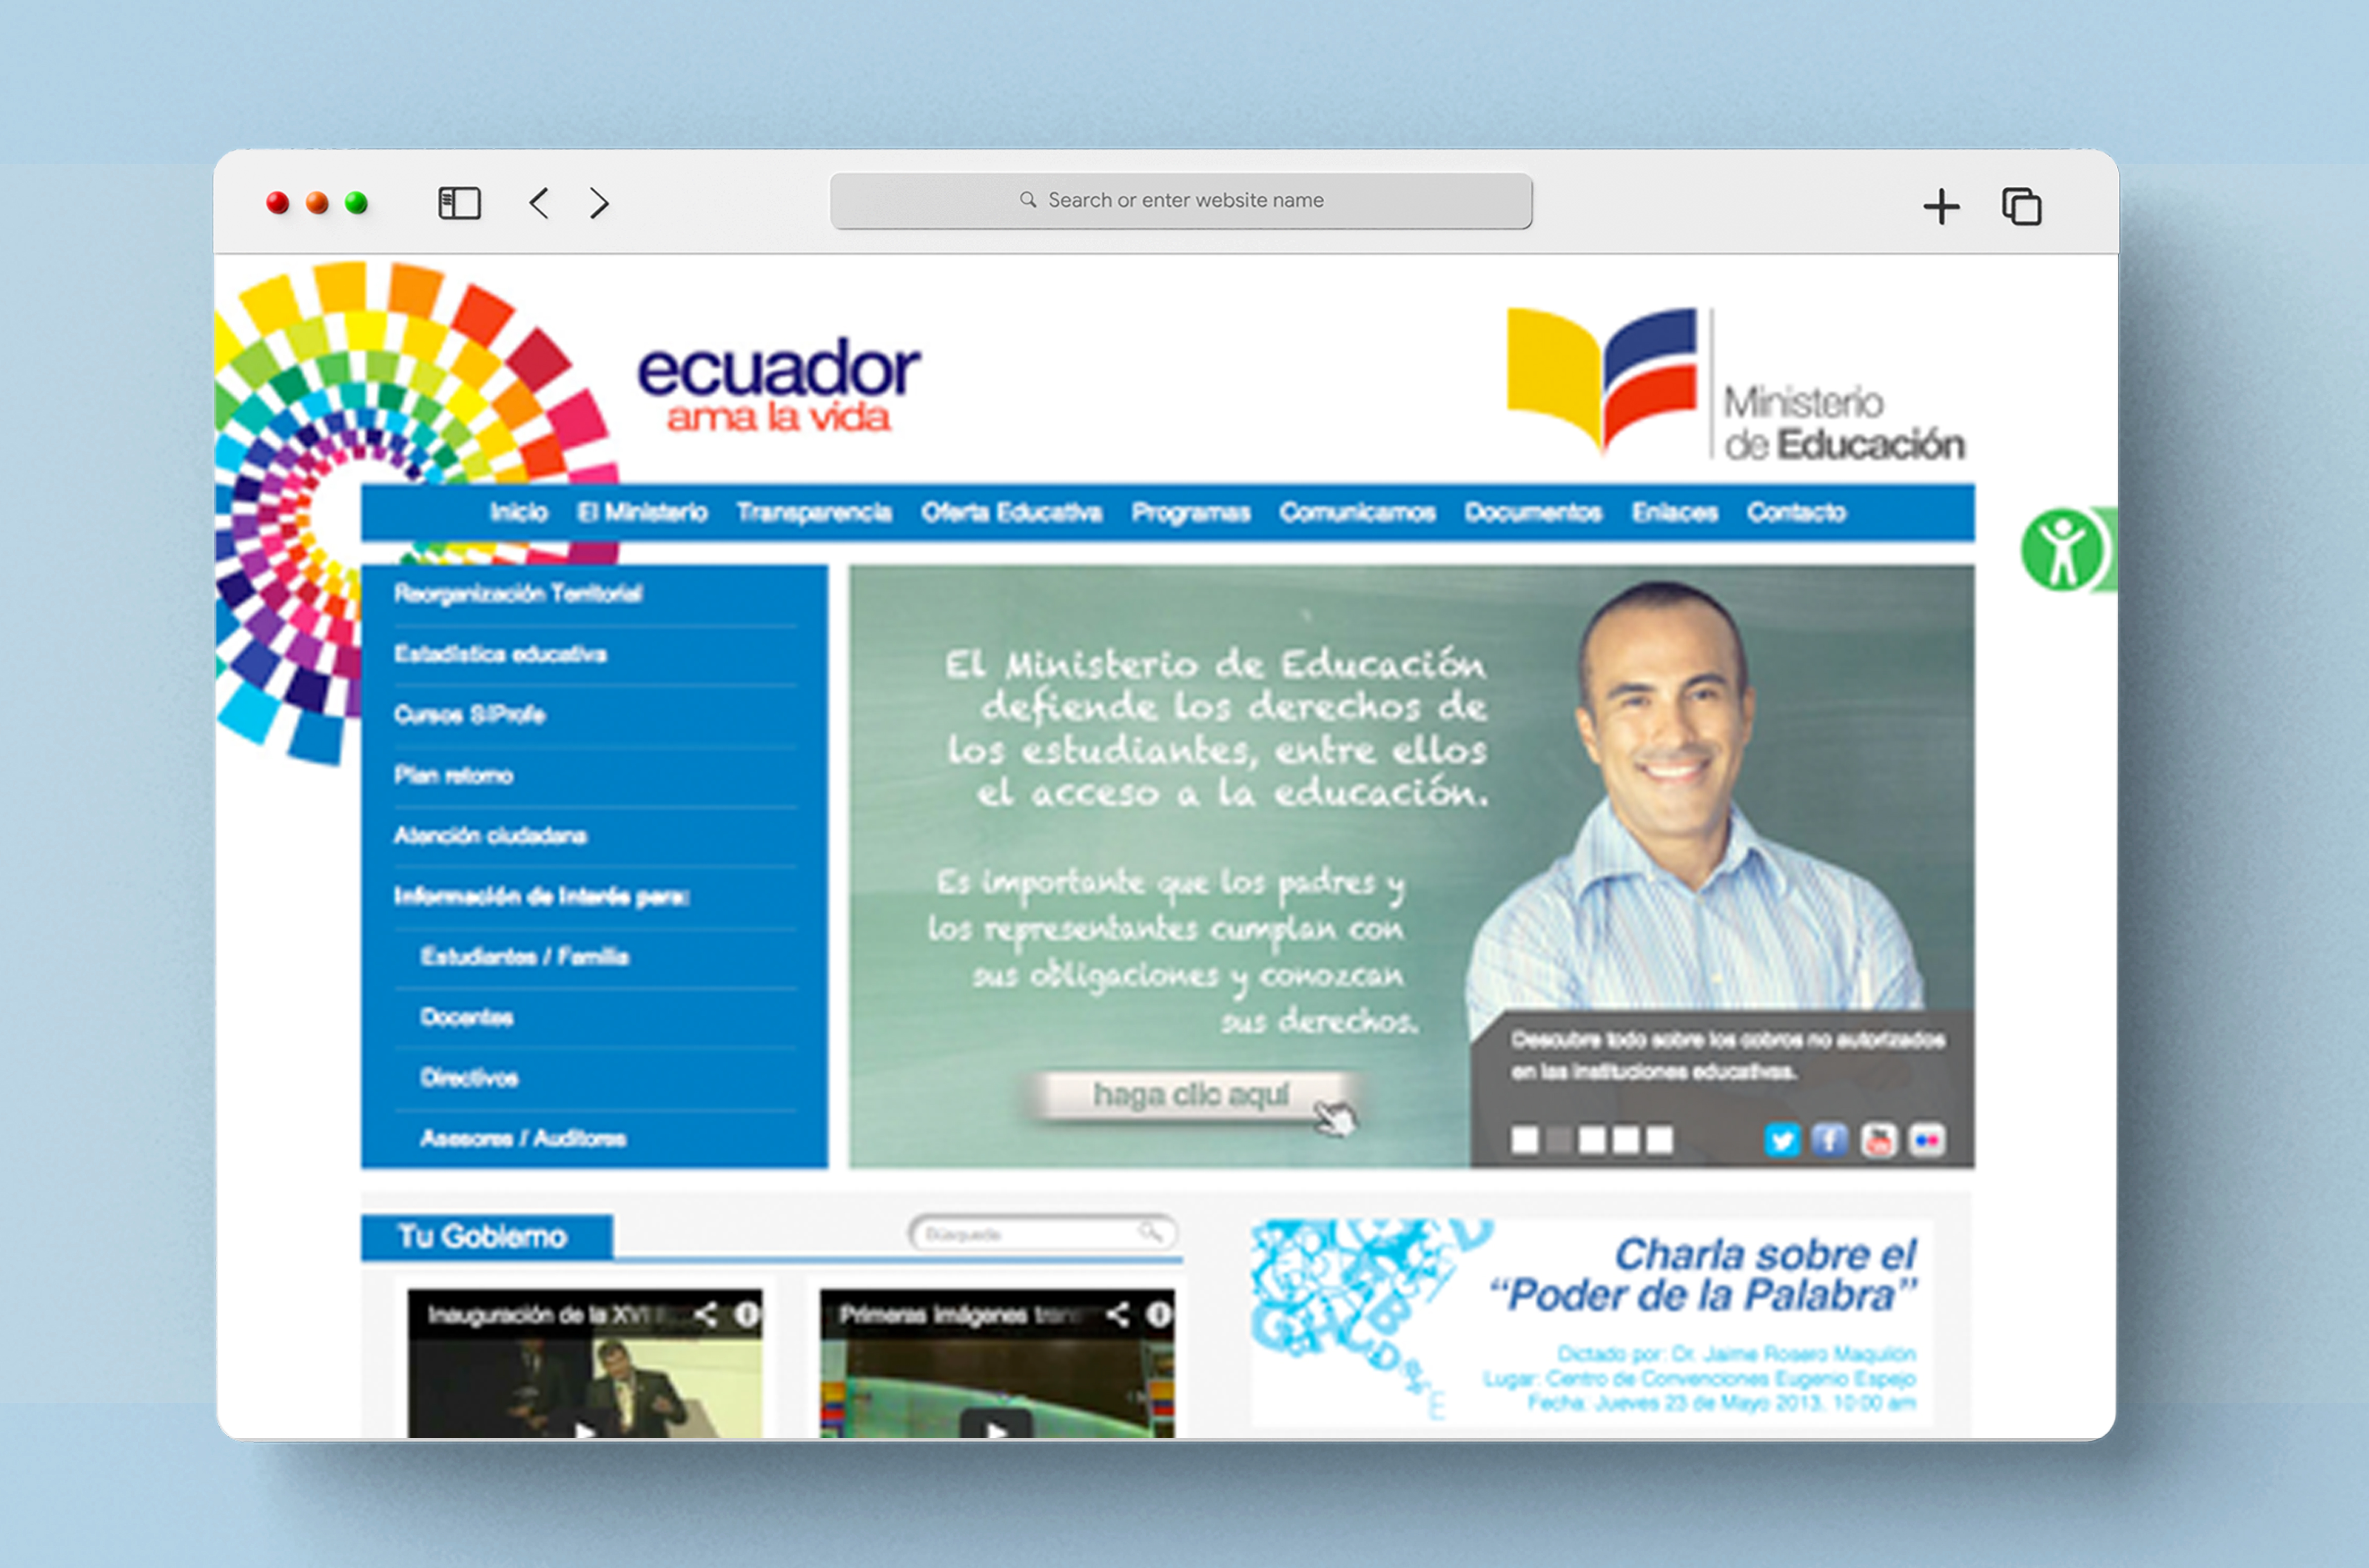 Search or enter website name
ecuador
ama la vida
Ministerio
de Educación
Inicio El Ministerio Transparencia Oferta Educativa Programas Comunicamos Documentos Enlaces Contacto
Reorganización Territorial
Estadística educativa
Cursos SíProfe
Plan retorno
Atención ciudadana
Información de Interés para:
Estudiantes / Familia
Docentes
Directivos
Asesores / Auditores
El Ministerio de Educación
defiende los derechos de
los estudiantes, entre ellos
el acceso a la educación.
Es importante que los padres y
los representantes cumplan con
sus obligaciones y conozcan
sus derechos.
haga clic aquí
Descubre todo sobre los cobros no autorizados
en las instituciones educativas.
Tu Gobierno
Búsqueda
Inauguración de la XVI
Primeras imágenes
Charla sobre el
“Poder de la Palabra”
Dictado por: Dr. Jaime Rosero Maquilón
Lugar: Centro de Convenciones Eugenio Espejo
Fecha: Jueves 23 de Mayo 2013, 10:00 am